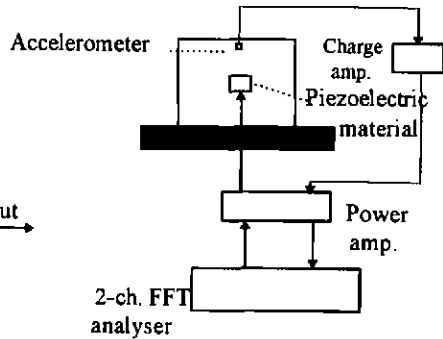 Accelerometer
Charge
amp.
Piezoelectric
material
Power
amp.
2-ch. FFT
analyser